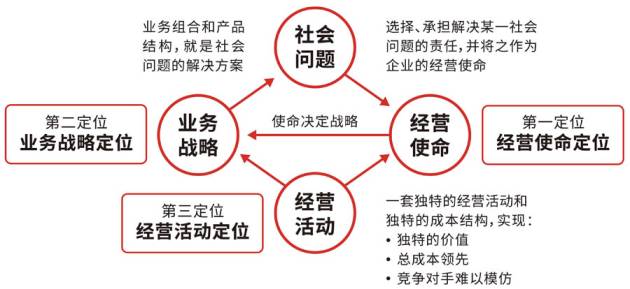 业务组合和产品
结构，就是社会
问题的解决方案
社会
问题
选择、承担解决某一社会
问题的责任，并将之作为
企业的经营使命
第二定位
业务战略定位
业务
战略
使命决定战略
经营
使命
第一定位
经营使命定位
第三定位
经营活动定位
经营
活动
一套独特的经营活动和
独特的成本结构，实现：
• 独特的价值
• 总成本领先
• 竞争对手难以模仿